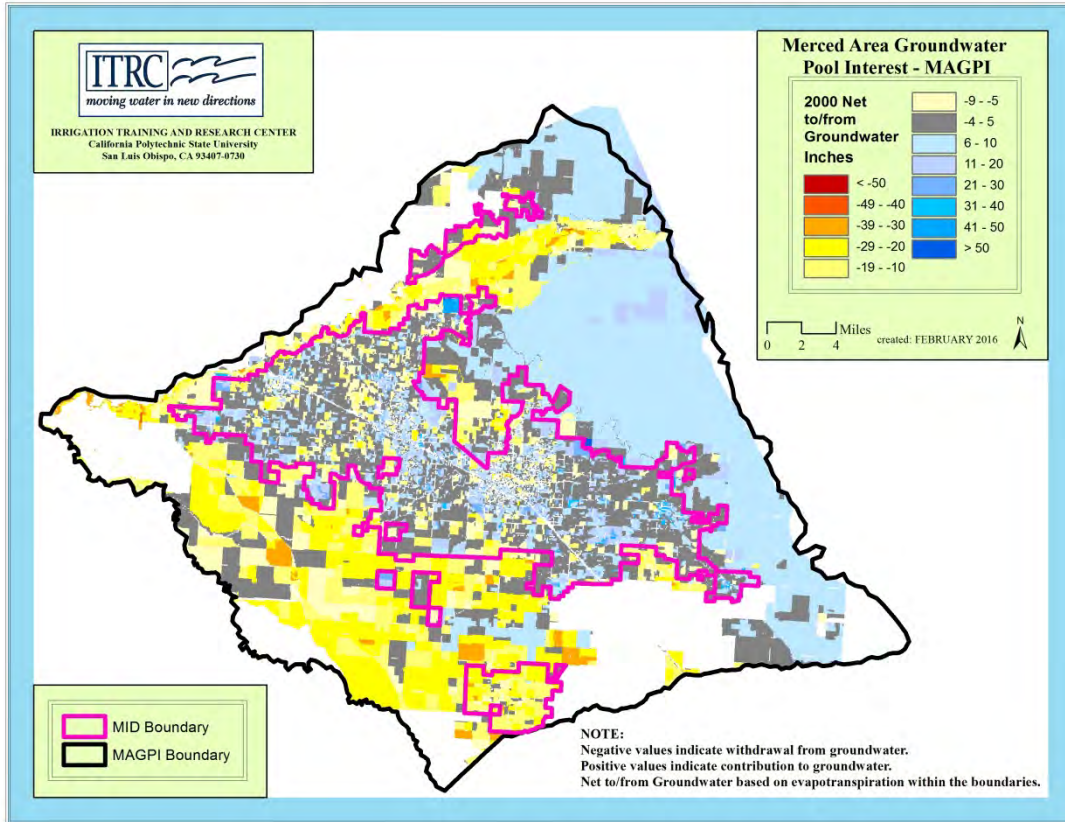 ITRC
moving water in new directions
IRRIGATION TRAINING AND RESEARCH CENTER
California Polytechnic State University
San Luis Obispo, CA 93407-0730
Merced Area Groundwater
Pool Interest - MAGPI
2000 Net
to/from
Groundwater
Inches
< -50
-49 - -40
-39 - -30
-29 - -20
-19 - -10
-9 - -5
-4 - 5
6 - 10
11 - 20
21 - 30
31 - 40
41 - 50
> 50
Miles
0 2 4
created: FEBRUARY 2016
N
MID Boundary
MAGPI Boundary
NOTE:
Negative values indicate withdrawal from groundwater.
Positive values indicate contribution to groundwater.
Net to/from Groundwater based on evapotranspiration within the boundaries.